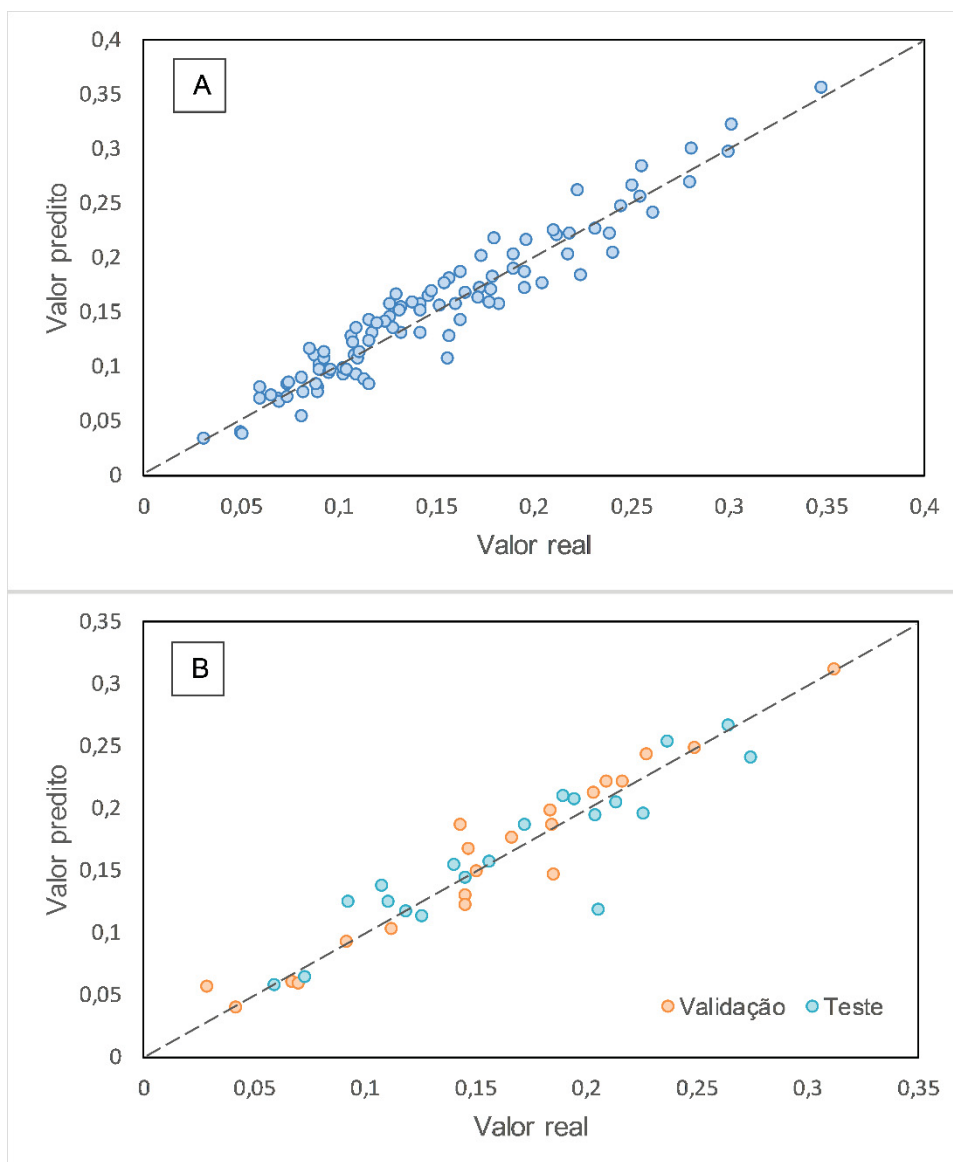 A
0,4
0,35
0,3
0,25
0,2
0,15
0,1
0,05
0
Valor predito
0 0,05 0,1 0,15 0,2 0,25 0,3 0,35 0,4
Valor real
B
0,35
0,3
0,25
0,2
0,15
0,1
0,05
0
Valor predito
Validação Teste
0 0,05 0,1 0,15 0,2 0,25 0,3 0,35
Valor real